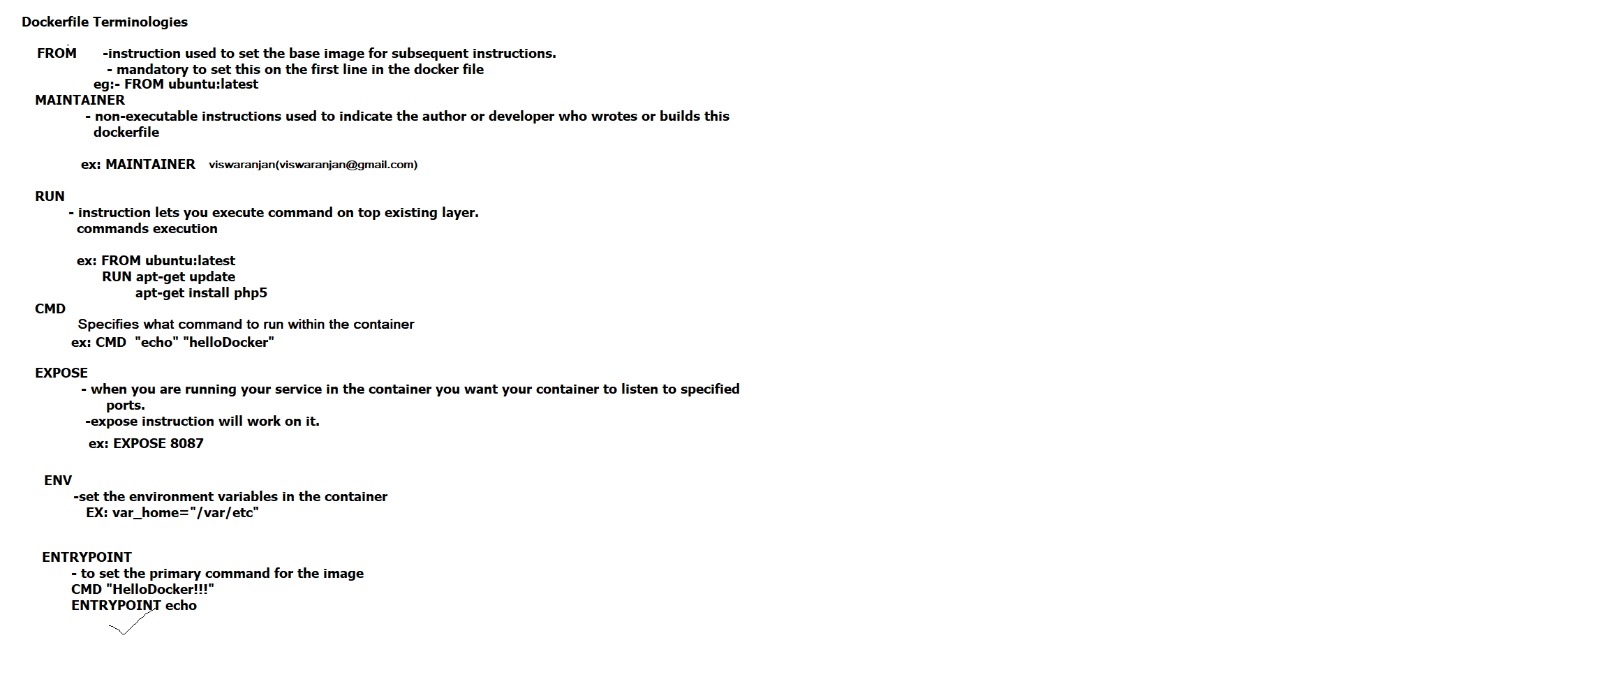 Dockerfile Terminologies
FROM -instruction used to set the base image for subsequent instructions.
- mandatory to set this on the first line in the docker file
eg:- FROM ubuntu:latest
MAINTAINER
- non-executable instructions used to indicate the author or developer who wrotes or builds this
dockerfile
ex: MAINTAINER viswaranjan(viswaranjan@gmail.com)
RUN
- instruction lets you execute command on top existing layer.
commands execution
ex: FROM ubuntu:latest
RUN apt-get update
apt-get install php5
CMD
Specifies what command to run within the container
ex: CMD "echo" "helloDocker"
EXPOSE
- when you are running your service in the container you want your container to listen to specified
ports.
-expose instruction will work on it.
ex: EXPOSE 8087
ENV
-set the environment variables in the container
EX: var_home="/var/etc"
ENTRYPOINT
- to set the primary command for the image
CMD "HelloDocker!!!"
ENTRYPOINT echo